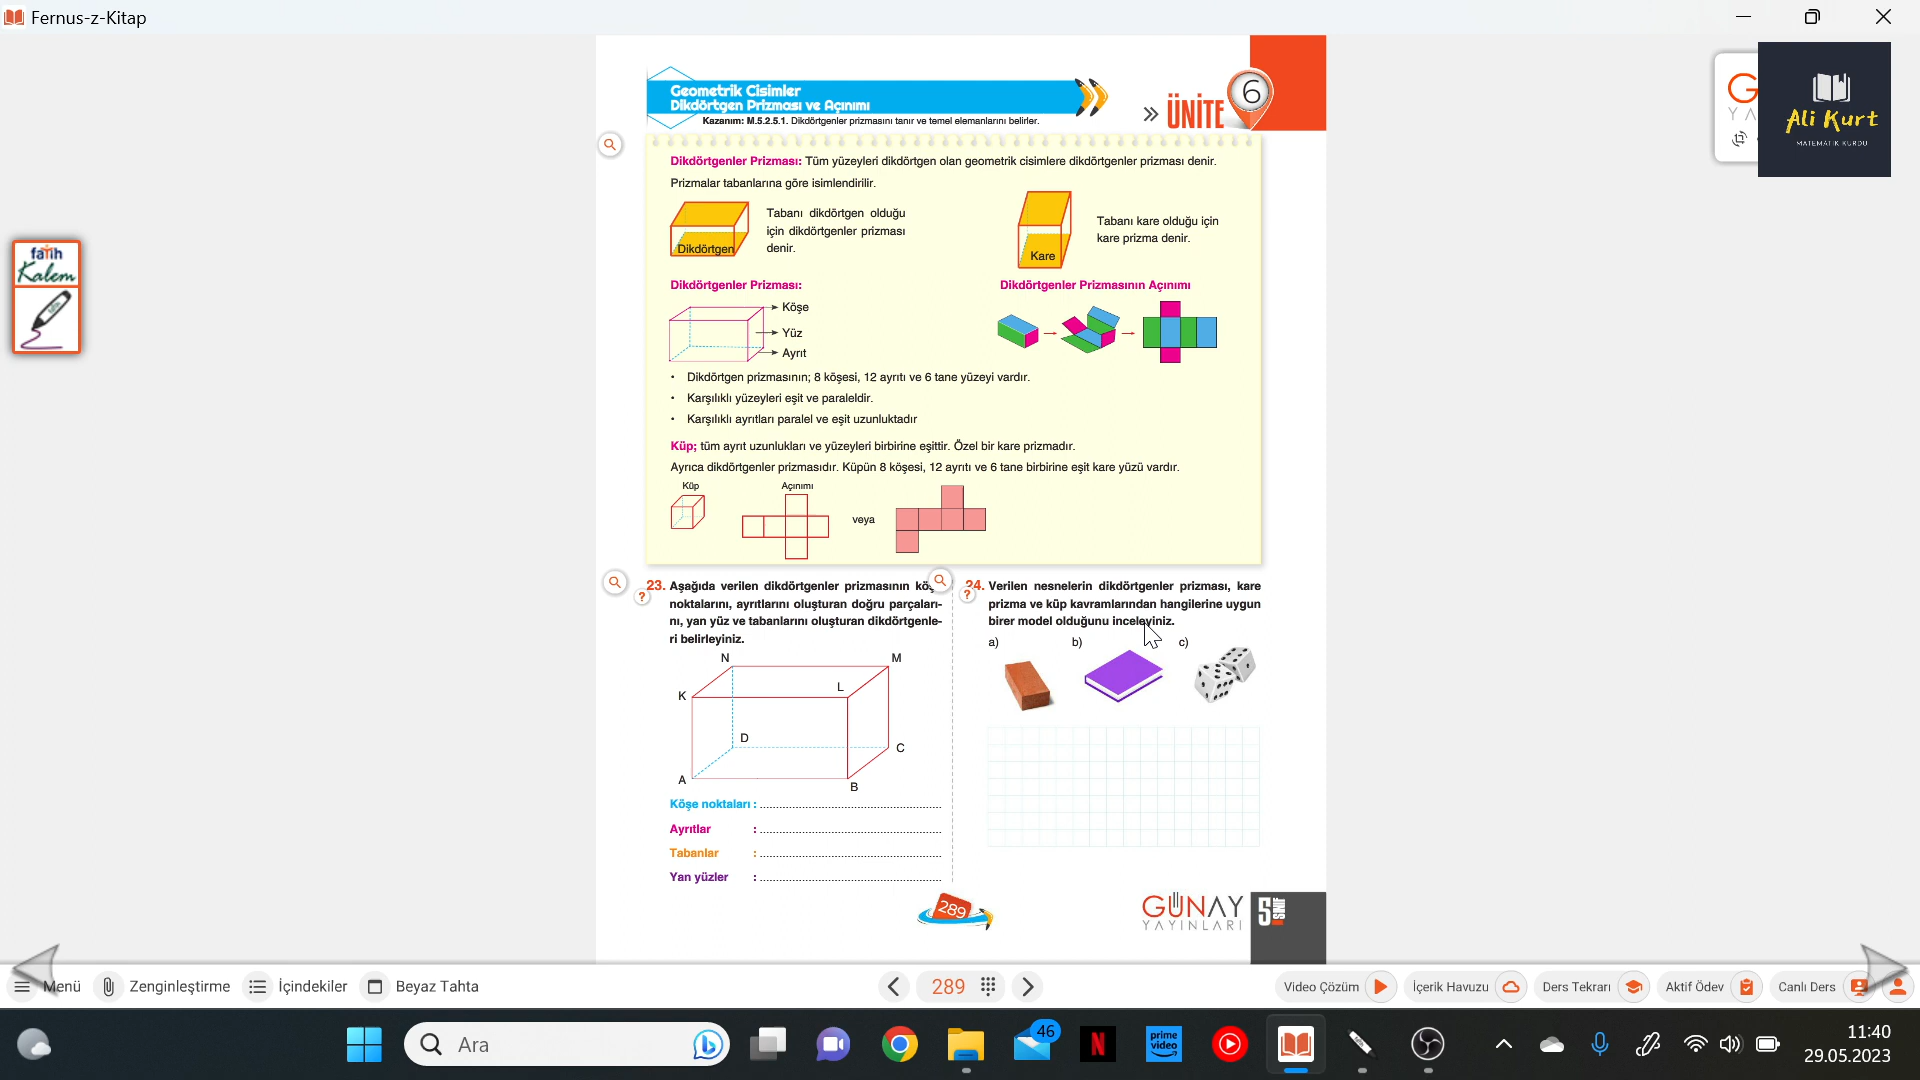 Fernus-z-Kitap
Geometrik Cisimler
Dikdörtgen Prizması ve Açınımı
Kazanım: M.5.2.5.1. Dikdörtgenler prizmasını tanır ve temel elemanlarını belirler.
ÜNİTE 6
Ali Kurt
MATEMATİK KURDU
fatih
Kalem
Dikdörtgenler Prizması: Tüm yüzeyleri dikdörtgen olan geometrik cisimlere dikdörtgenler prizması denir.
Prizmalar tabanlarına göre isimlendirilir.
Dikdörtgen
Tabanı dikdörtgen olduğu
için dikdörtgenler prizması
denir.
Kare
Tabanı kare olduğu için
kare prizma denir.
Dikdörtgenler Prizması:
Köşe
Yüz
Ayrıt
Dikdörtgenler Prizmasının Açınımı
• Dikdörtgen prizmasının; 8 köşesi, 12 ayrıtı ve 6 tane yüzeyi vardır.
• Karşılıklı yüzeyleri eşit ve paraleldir.
• Karşılıklı ayrıtları paralel ve eşit uzunluktadır
Küp; tüm ayrıt uzunlukları ve yüzeyleri birbirine eşittir. Özel bir kare prizmadır.
Ayrıca dikdörtgenler prizmasıdır. Küpün 8 köşesi, 12 ayrıtı ve 6 tane birbirine eşit kare yüzü vardır.
Küp
Açınımı
veya
23. Aşağıda verilen dikdörtgenler prizmasının
noktalarını, ayrıtlarını oluşturan doğru parçaları-
nı, yan yüz ve tabanlarını oluşturan dikdörtgenle-
ri belirleyiniz.
N
M
K
L
D
C
A
B
Köşe noktaları :
Ayrıtlar :
Tabanlar :
Yan yüzler :
24. Verilen nesnelerin dikdörtgenler prizması, kare
prizma ve küp kavramlarından hangilerine uygun
birer model olduğunu inceleyiniz.
a)
b)
c)
289
GÜNAY
YAYINLARI
5. SINIF
Menü
Zenginleştirme
İçindekiler
Beyaz Tahta
289
Video Çözüm
İçerik Havuzu
Ders Tekrarı
Aktif Ödev
Canlı Ders
Ara
46
prime
video
11:40
29.05.2023